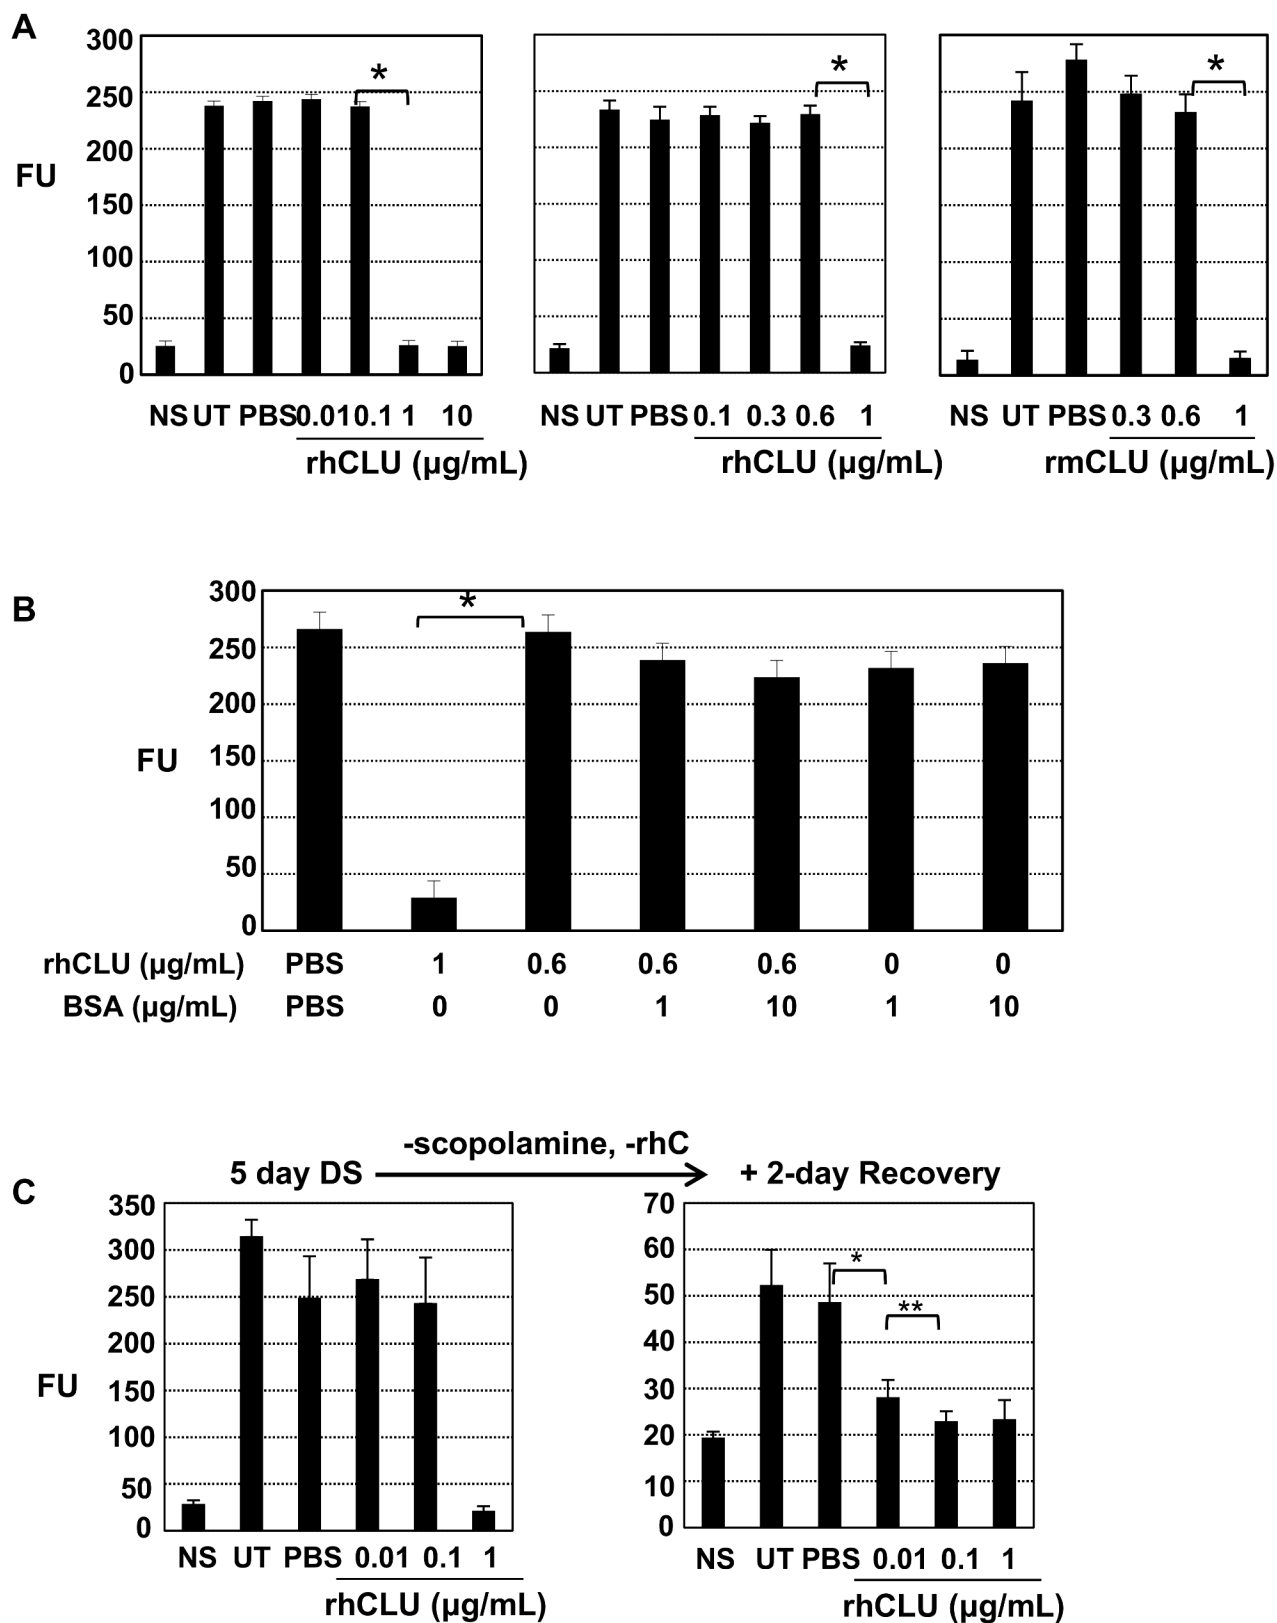 A
300
250
200
150
100
50
0
FU
*
*
*
NS UT PBS 0.01 0.1 1 10
rhCLU (µg/mL)
NS UT PBS 0.1 0.3 0.6 1
rhCLU (µg/mL)
NS UT PBS 0.3 0.6 1
rmCLU (µg/mL)
B
300
250
200
150
100
50
0
FU
*
rhCLU (µg/mL) PBS 1 0.6 0.6 0.6 0 0
BSA (µg/mL) PBS 0 0 1 10 1 10
C
-scopolamine, -rhC
5 day DS + 2-day Recovery
350
300
250
200
150
100
50
0
FU
NS UT PBS 0.01 0.1 1
rhCLU (µg/mL)
70
60
50
40
30
20
10
0
*
**
NS UT PBS 0.01 0.1 1
rhCLU (µg/mL)